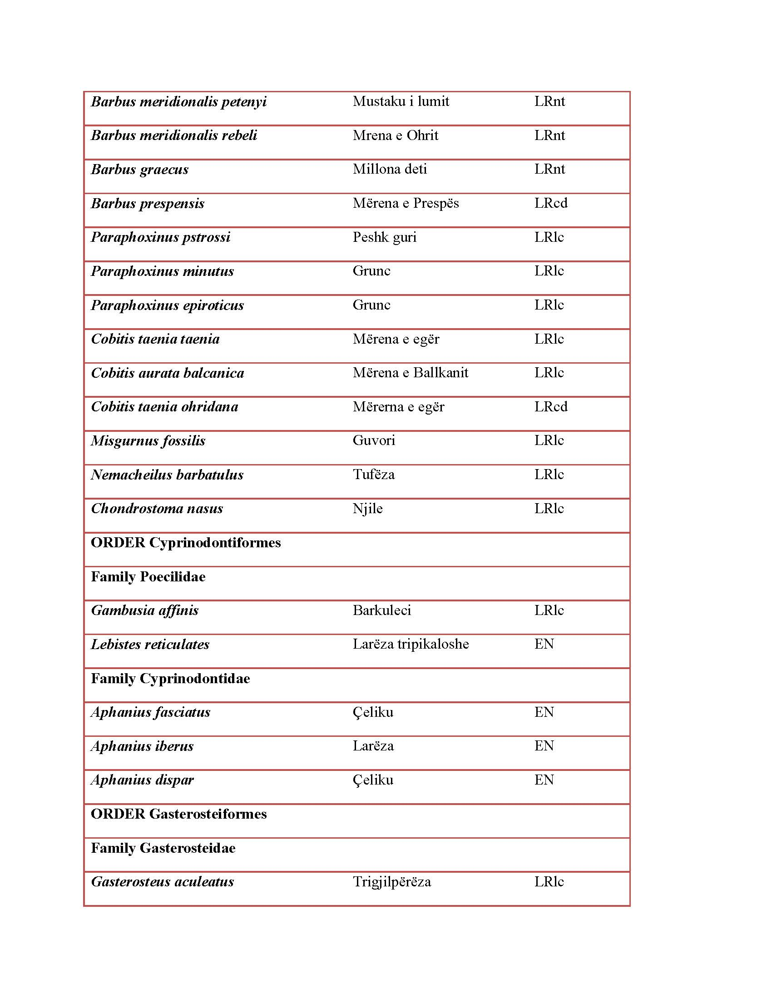 Barbus meridionalis petenyi Mustaku i lumit LRnt
Barbus meridionalis rebeli Mrena e Ohrit LRnt
Barbus graecus Millona deti LRnt
Barbus prespensis Mërena e Prespës LRcd
Paraphoxinus pstrossi Peshk guri LRlc
Paraphoxinus minutus Grunc LRlc
Paraphoxinus epiroticus Grunc LRlc
Cobitis taenia taenia Mërena e egër LRlc
Cobitis aurata balcanica Mërena e Ballkanit LRlc
Cobitis taenia ohridana Mërerna e egër LRcd
Misgurnus fossilis Guvori LRlc
Nemacheilus barbatulus Tufëza LRlc
Chondrostoma nasus Njile LRlc
ORDER Cyprinodontiformes
Family Poecilidae
Gambusia affinis Barkuleci LRlc
Lebistes reticulates Larëza tripikaloshe EN
Family Cyprinodontidae
Aphanius fasciatus Çeliku EN
Aphanius iberus Larëza EN
Aphanius dispar Çeliku EN
ORDER Gasterosteiformes
Family Gasterosteidae
Gasterosteus aculeatus Trigjilpërëza LRlc